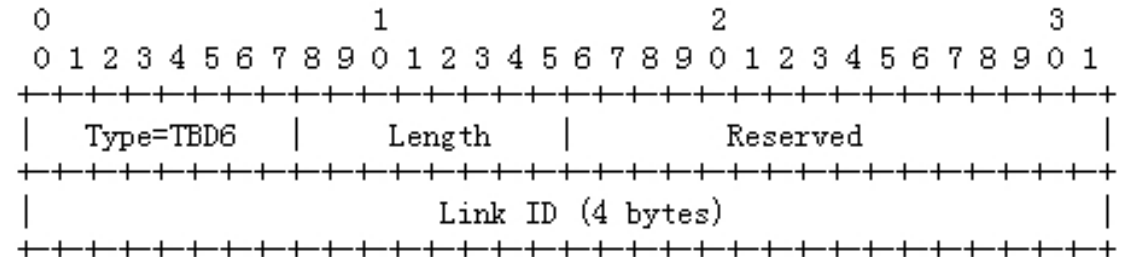 0                   1                   2                   3
0 1 2 3 4 5 6 7 8 9 0 1 2 3 4 5 6 7 8 9 0 1 2 3 4 5 6 7 8 9 0 1
+-+-+-+-+-+-+-+-+-+-+-+-+-+-+-+-+-+-+-+-+-+-+-+-+-+-+-+-+-+-+-+-+
|   Type=TBD6   |     Length    |         Reserved              |
+-+-+-+-+-+-+-+-+-+-+-+-+-+-+-+-+-+-+-+-+-+-+-+-+-+-+-+-+-+-+-+-+
|                        Link ID (4 bytes)                      |
+-+-+-+-+-+-+-+-+-+-+-+-+-+-+-+-+-+-+-+-+-+-+-+-+-+-+-+-+-+-+-+-+